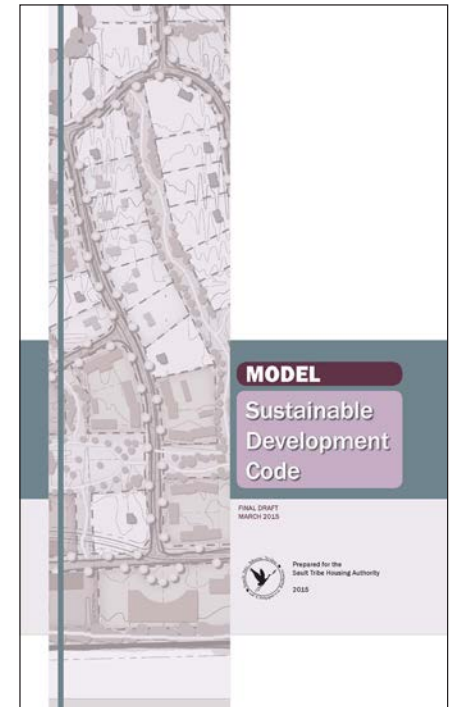 MODEL
Sustainable
Development
Code
FINAL DRAFT
MARCH 2015
Prepared for the
Sault Tribe Housing Authority
2015